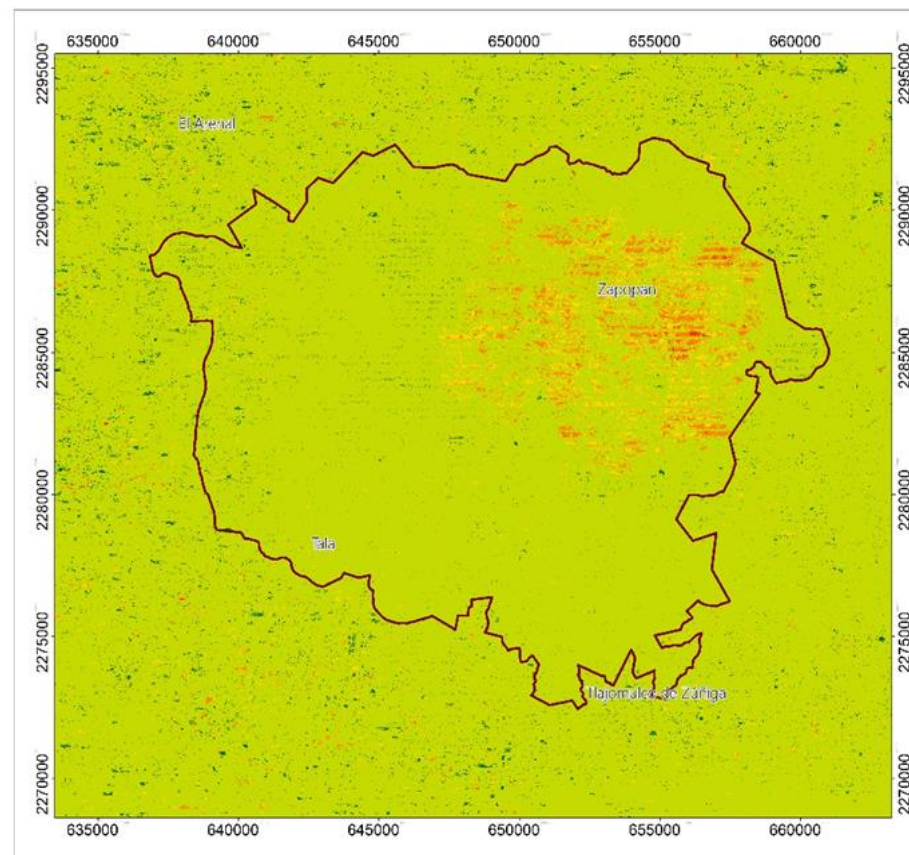 635000 640000 645000 650000 655000 660000
2295000 2295000
El Arenal
2290000 2290000
Zapopan
2285000 2285000
2280000 2280000
Tala
2275000 2275000
Tlajomulco de Zúñiga
2270000 2270000
635000 640000 645000 650000 655000 660000